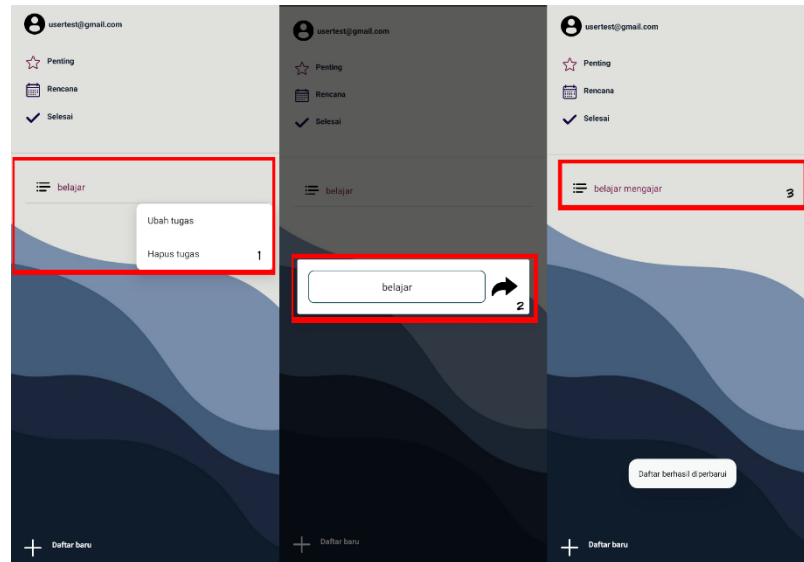 usertest@gmail.com
Penting
Rencana
Selesai
belajar
Ubah tugas
Hapus tugas
1
Daftar baru
usertest@gmail.com
Penting
Rencana
Selesai
belajar
belajar
2
Daftar baru
usertest@gmail.com
Penting
Rencana
Selesai
belajar mengajar
3
Daftar berhasil diperbarui
Daftar baru